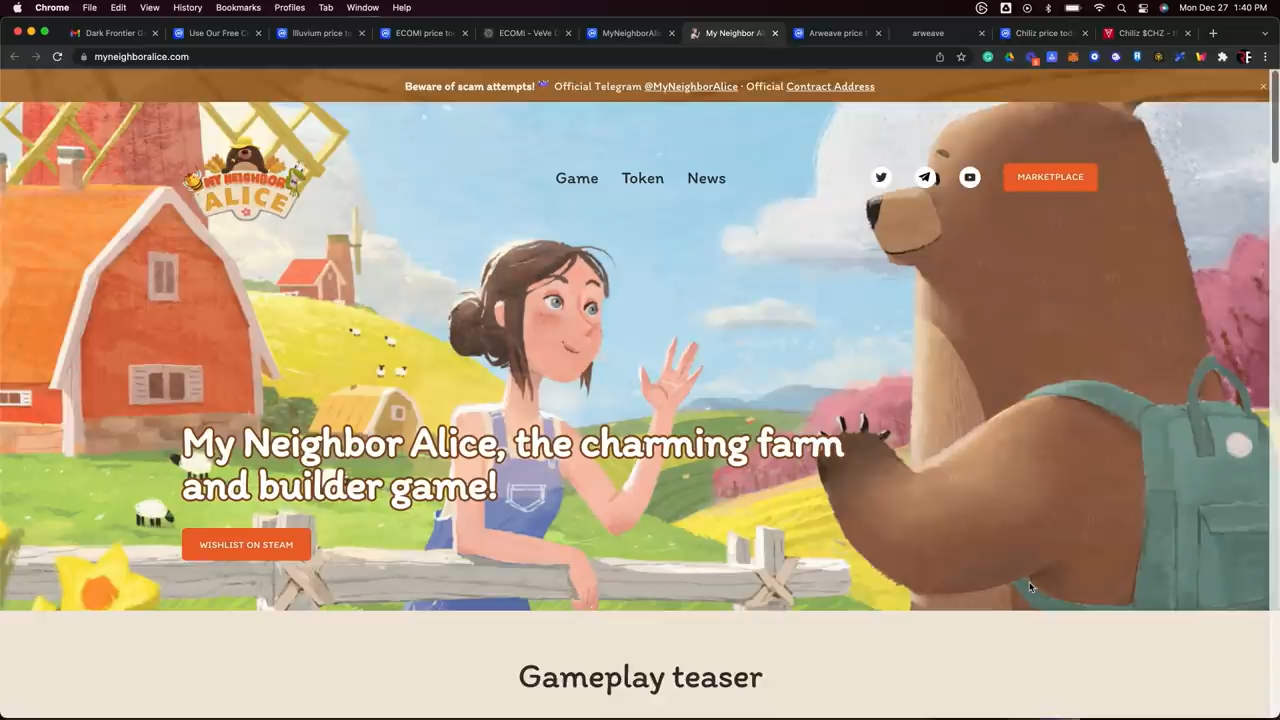 Chrome File Edit View History Bookmarks Profiles Tab Window Help Mon Dec 27 1:40 PM
Dark Frontier G Use Our Free C Illuvium price to ECOMI price to ECOMI - VeVe D MyNeighborAli My Neighbor Al Arweave price arweave Chiliz price tod Chiliz $CHZ - t
myneighboralice.com
Beware of scam attempts! Official Telegram @MyNeighborAlice · Official Contract Address
MY NEIGHBOR
ALICE
Game Token News MARKETPLACE
My Neighbor Alice, the charming farm
and builder game!
WISHLIST ON STEAM
Gameplay teaser